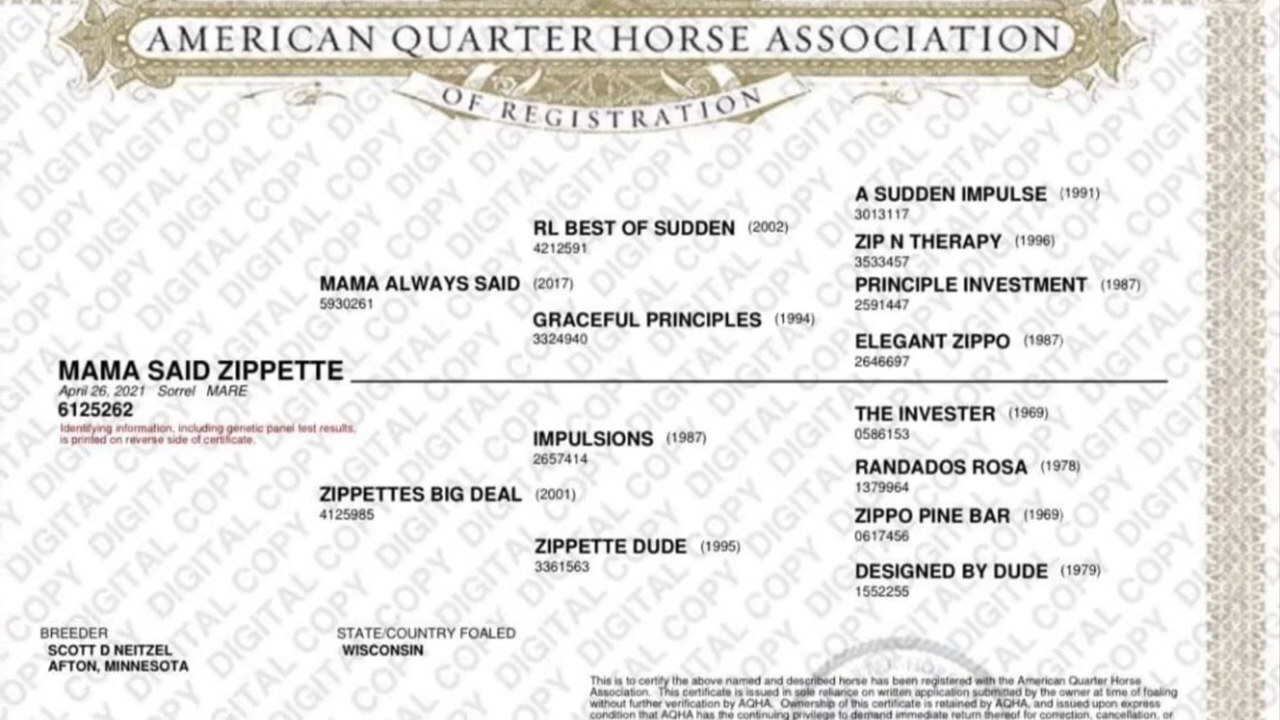 AMERICAN QUARTER HORSE ASSOCIATION
OF REGISTRATION
A SUDDEN IMPULSE (1991)
3013117
RL BEST OF SUDDEN (2002)
4212591
ZIP N THERAPY (1996)
3533457
MAMA ALWAYS SAID (2017)
5930261
PRINCIPLE INVESTMENT (1987)
2591447
GRACEFUL PRINCIPLES (1994)
3324940
ELEGANT ZIPPO (1987)
2646697
MAMA SAID ZIPPETTE
April 26, 2021 Sorrel MARE
6125262
Identifying information, including genetic panel test results,
is printed on reverse side of certificate.
THE INVESTER (1969)
0586153
IMPULSIONS (1987)
2657414
RANDADOS ROSA (1978)
1379964
ZIPPETTES BIG DEAL (2001)
4125985
ZIPPO PINE BAR (1969)
0617456
ZIPPETTE DUDE (1995)
3361563
DESIGNED BY DUDE (1979)
1552255
BREEDER
SCOTT D NEITZEL
AFTON, MINNESOTA
STATE/COUNTRY FOALED
WISCONSIN
This is to certify the above named and described horse has been registered with the American Quarter Horse
Association. This certificate is issued in sole reliance on written application submitted by the owner at time of foaling
without further verification by AQHA. Ownership of this certificate is retained by AQHA, and issued upon express
condition that AQHA has the continuing privilege to demand immediate return thereof for correction, cancellation, or
DIGITAL COPY